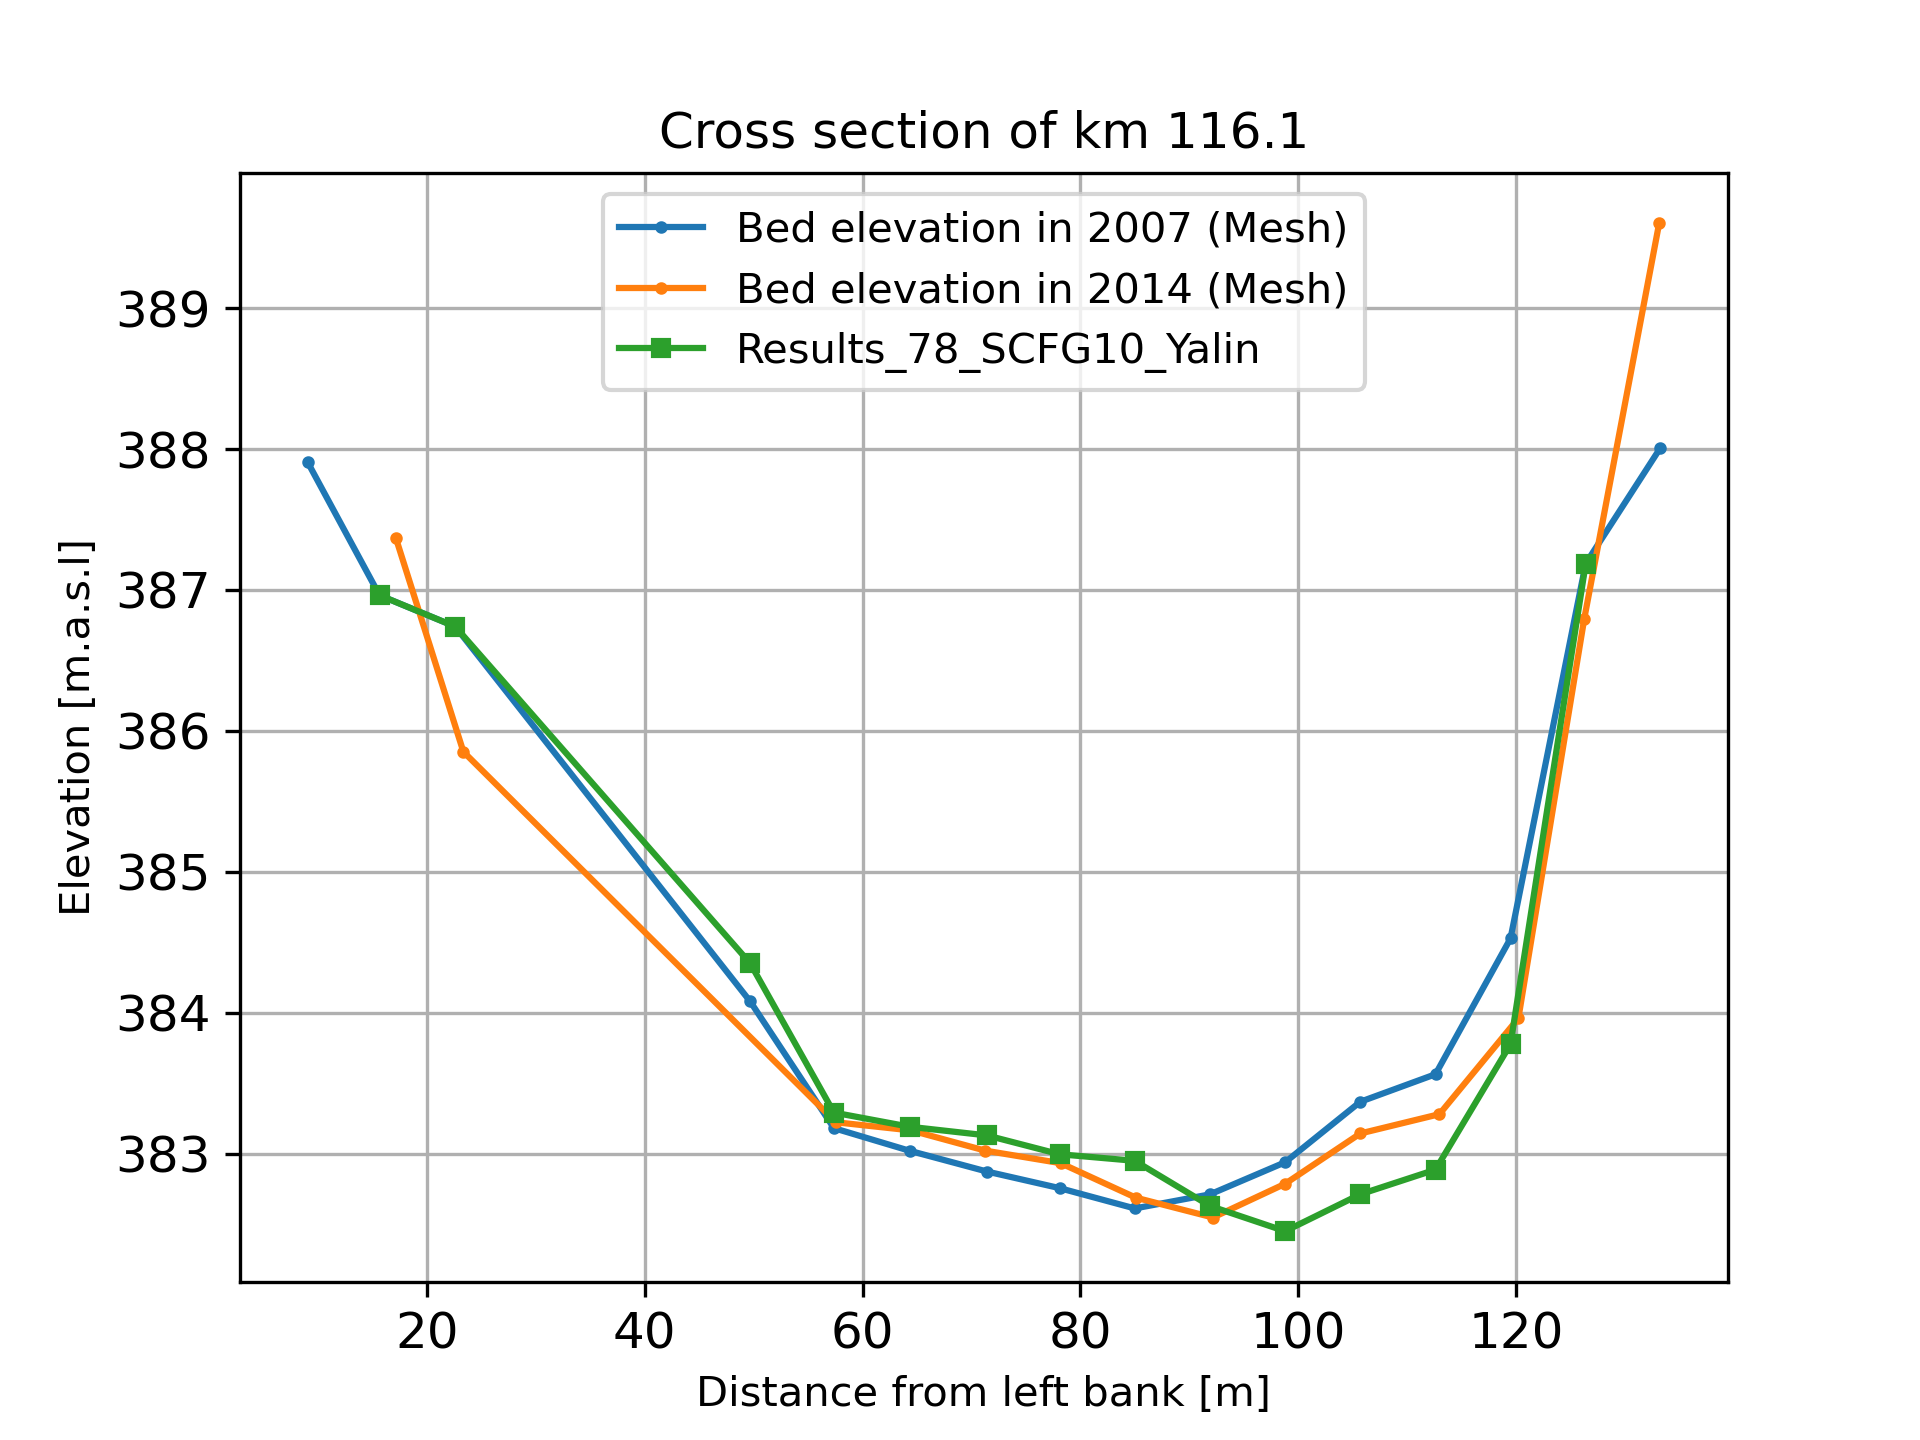 Cross section of km 116.1
Bed elevation in 2007 (Mesh)
Bed elevation in 2014 (Mesh)
Results_78_SCFG10_Yalin
389
388
387
386
385
384
383
Elevation [m.a.s.l]
20 40 60 80 100 120
Distance from left bank [m]